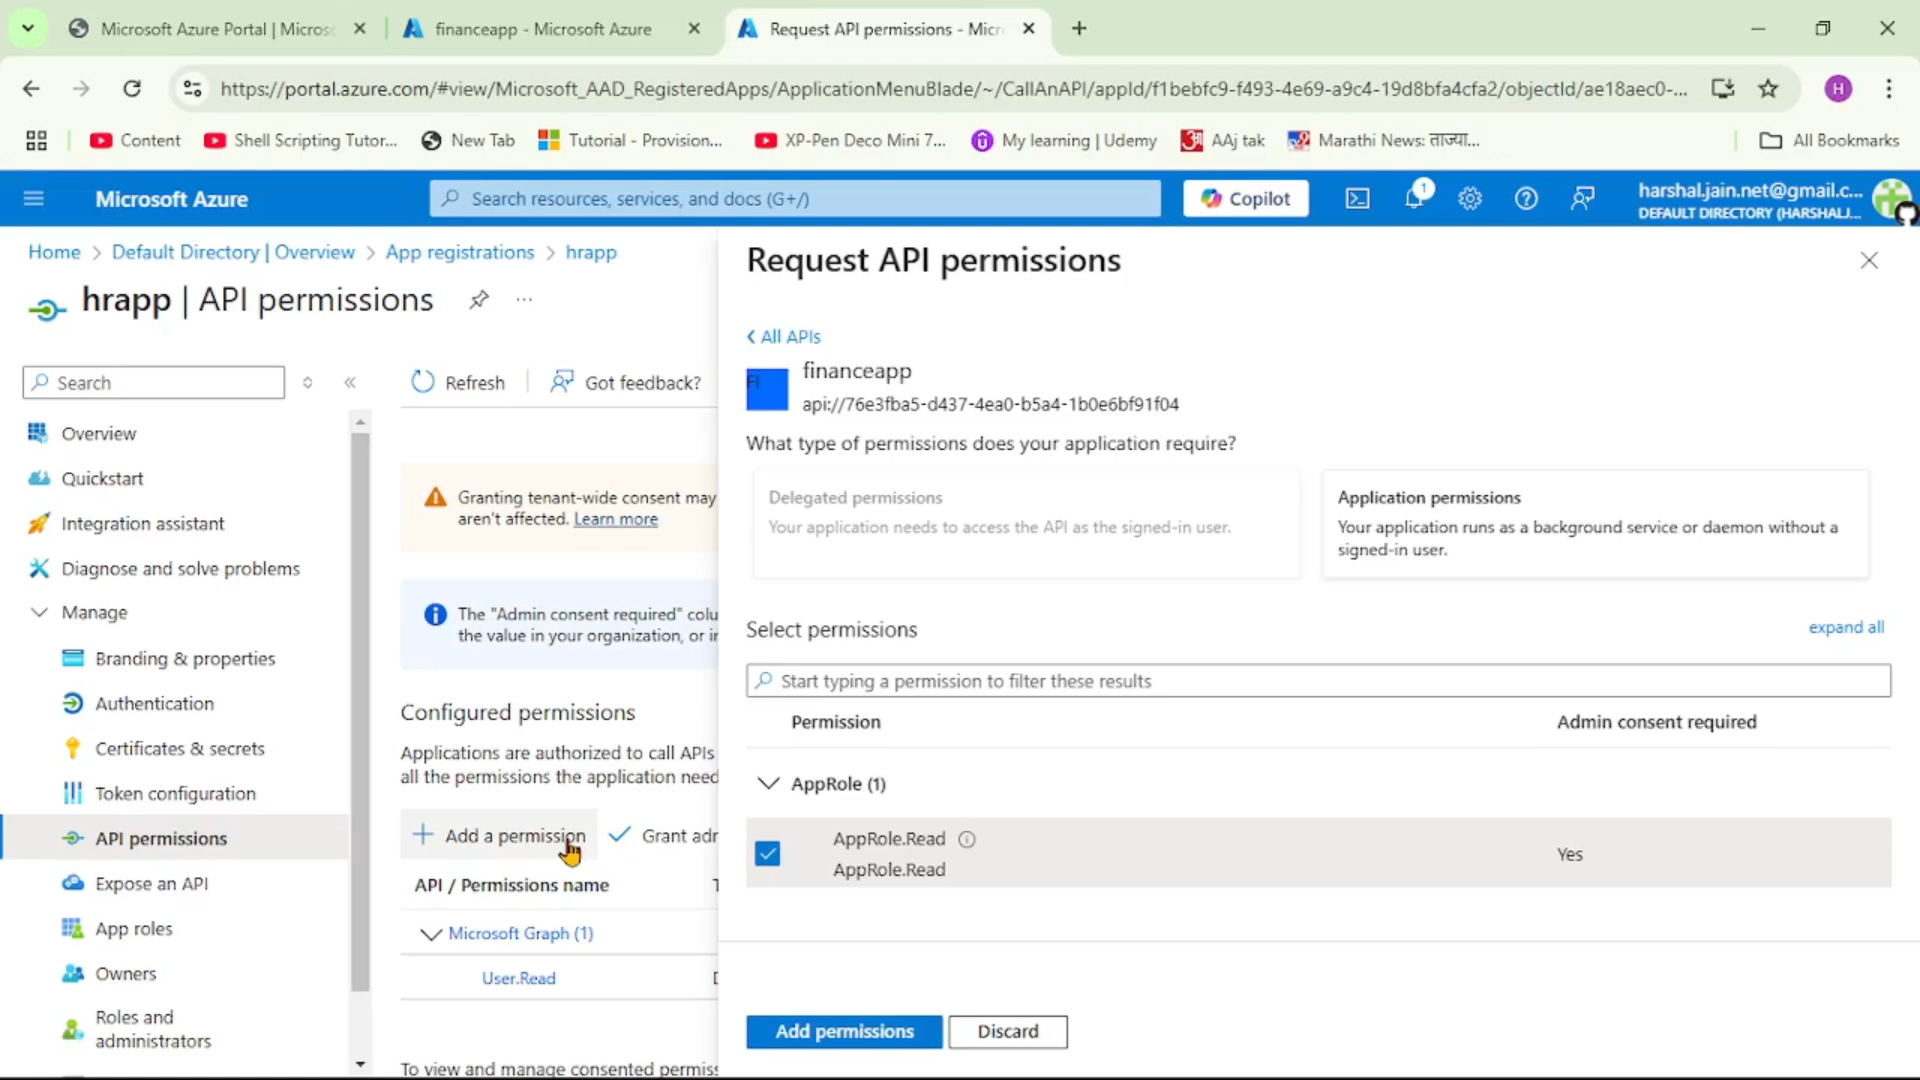 Microsoft Azure Portal | Micros
financeapp - Microsoft Azure
Request API permissions - Micr
https://portal.azure.com/#view/Microsoft_AAD_RegisteredApps/ApplicationMenuBlade/~/CallAnAPI/appId/f1bebfc9-f493-4e69-a9c4-19d8bfa4cfa2/objectId/ae18aec0-...
H
Content
Shell Scripting Tutor...
New Tab
Tutorial - Provision...
XP-Pen Deco Mini 7...
My learning | Udemy
AAj tak
Marathi News: ताज्या...
All Bookmarks
Microsoft Azure
Search resources, services, and docs (G+/)
Copilot
1
harshal.jain.net@gmail.c...
DEFAULT DIRECTORY (HARSHALJ...
Home > Default Directory | Overview > App registrations > hrapp
hrapp | API permissions
Search
Overview
Quickstart
Integration assistant
Diagnose and solve problems
Manage
Branding & properties
Authentication
Certificates & secrets
Token configuration
API permissions
Expose an API
App roles
Owners
Roles and
administrators
Refresh
Got feedback?
Granting tenant-wide consent may
aren't affected. Learn more
The "Admin consent required" colu
the value in your organization, or in
Configured permissions
Applications are authorized to call APIs
all the permissions the application need
Add a permission
Grant adr
API / Permissions name
Microsoft Graph (1)
User.Read
To view and manage consented permiss
Request API permissions
All APIs
FI
financeapp
api://76e3fba5-d437-4ea0-b5a4-1b0e6bf91f04
What type of permissions does your application require?
Delegated permissions
Your application needs to access the API as the signed-in user.
Application permissions
Your application runs as a background service or daemon without a
signed-in user.
Select permissions
expand all
Start typing a permission to filter these results
Permission
Admin consent required
AppRole (1)
AppRole.Read
AppRole.Read
Yes
Add permissions
Discard